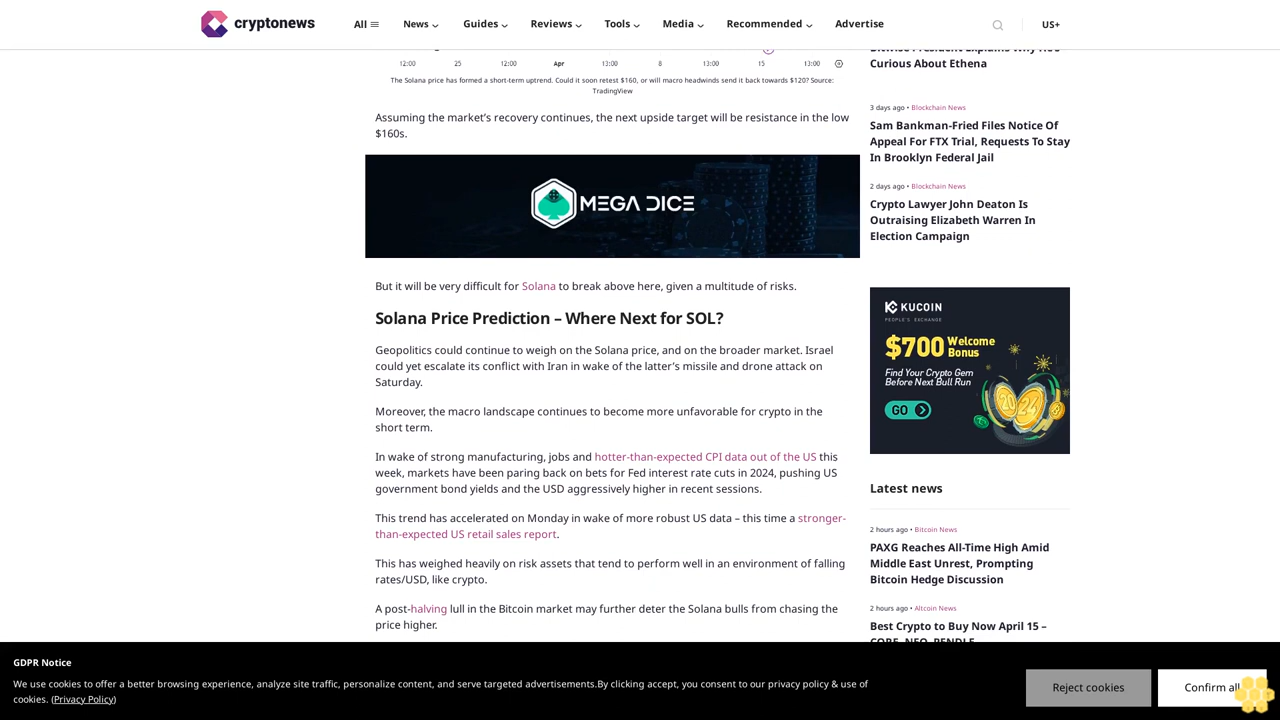 cryptonews
All
News
Guides
Reviews
Tools
Media
Recommended
Advertise
US+
12:00 25 12:00 Apr 13:00 8 13:00 15 13:00
The Solana price has formed a short-term uptrend. Could it soon retest $160, or will macro headwinds send it back towards $120? Source:
TradingView
Assuming the market’s recovery continues, the next upside target will be resistance in the low
$160s.
MEGA DICE
But it will be very difficult for Solana to break above here, given a multitude of risks.
Solana Price Prediction – Where Next for SOL?
Geopolitics could continue to weigh on the Solana price, and on the broader market. Israel
could yet escalate its conflict with Iran in wake of the latter’s missile and drone attack on
Saturday.
Moreover, the macro landscape continues to become more unfavorable for crypto in the
short term.
In wake of strong manufacturing, jobs and hotter-than-expected CPI data out of the US this
week, markets have been paring back on bets for Fed interest rate cuts in 2024, pushing US
government bond yields and the USD aggressively higher in recent sessions.
This trend has accelerated on Monday in wake of more robust US data – this time a stronger-
than-expected US retail sales report.
This has weighed heavily on risk assets that tend to perform well in an environment of falling
rates/USD, like crypto.
A post-halving lull in the Bitcoin market may further deter the Solana bulls from chasing the
price higher.
Bitwise President Explains Why He's
Curious About Ethena
3 days ago • Blockchain News
Sam Bankman-Fried Files Notice Of
Appeal For FTX Trial, Requests To Stay
In Brooklyn Federal Jail
2 days ago • Blockchain News
Crypto Lawyer John Deaton Is
Outraising Elizabeth Warren In
Election Campaign
KUCOIN
PEOPLE'S EXCHANGE
$700 Welcome
Bonus
Find Your Crypto Gem
Before Next Bull Run
GO
20 24
Latest news
2 hours ago • Bitcoin News
PAXG Reaches All-Time High Amid
Middle East Unrest, Prompting
Bitcoin Hedge Discussion
2 hours ago • Altcoin News
Best Crypto to Buy Now April 15 –
CORE, NEO, PENDLE
GDPR Notice
We use cookies to offer a better browsing experience, analyze site traffic, personalize content, and serve targeted advertisements.By clicking accept, you consent to our privacy policy & use of
cookies. (Privacy Policy)
Reject cookies
Confirm all